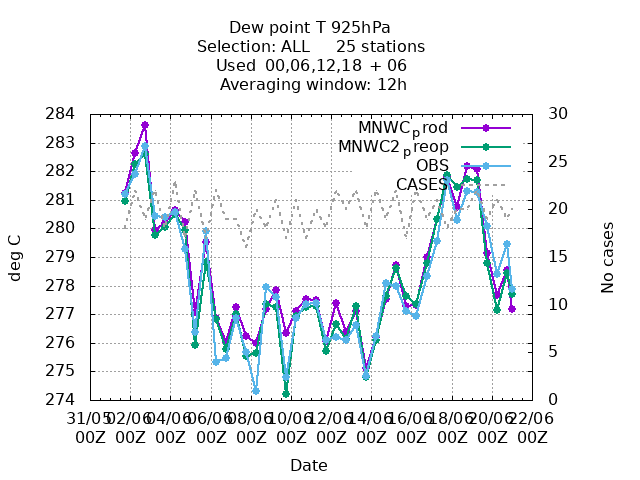 Dew point T 925hPa
Selection: ALL     25 stations
Used 00,06,12,18 + 06
Averaging window: 12h
284
283
282
281
280
279
278
277
276
275
274
deg C
30
25
20
15
10
5
0
No cases
MNWCprod
MNWC2preop
OBS
CASES
31/05 02/06 04/06 06/06 08/06 10/06 12/06 14/06 16/06 18/06 20/06 22/06
00Z 00Z 00Z 00Z 00Z 00Z 00Z 00Z 00Z 00Z 00Z 00Z
Date